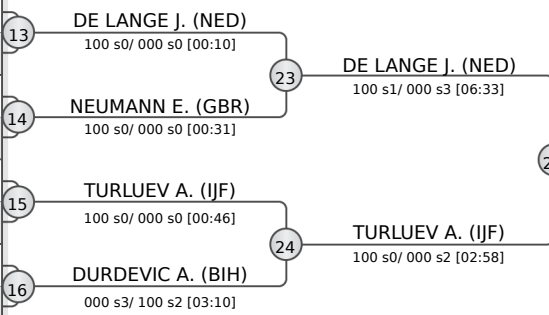 13
DE LANGE J. (NED)
100 s0/ 000 s0 [00:10]
23
DE LANGE J. (NED)
100 s1/ 000 s3 [06:33]
14
NEUMANN E. (GBR)
100 s0/ 000 s0 [00:31]
15
TURLUEV A. (IJF)
100 s0/ 000 s0 [00:46]
24
TURLUEV A. (IJF)
100 s0/ 000 s2 [02:58]
16
DURDEVIC A. (BIH)
000 s3/ 100 s2 [03:10]